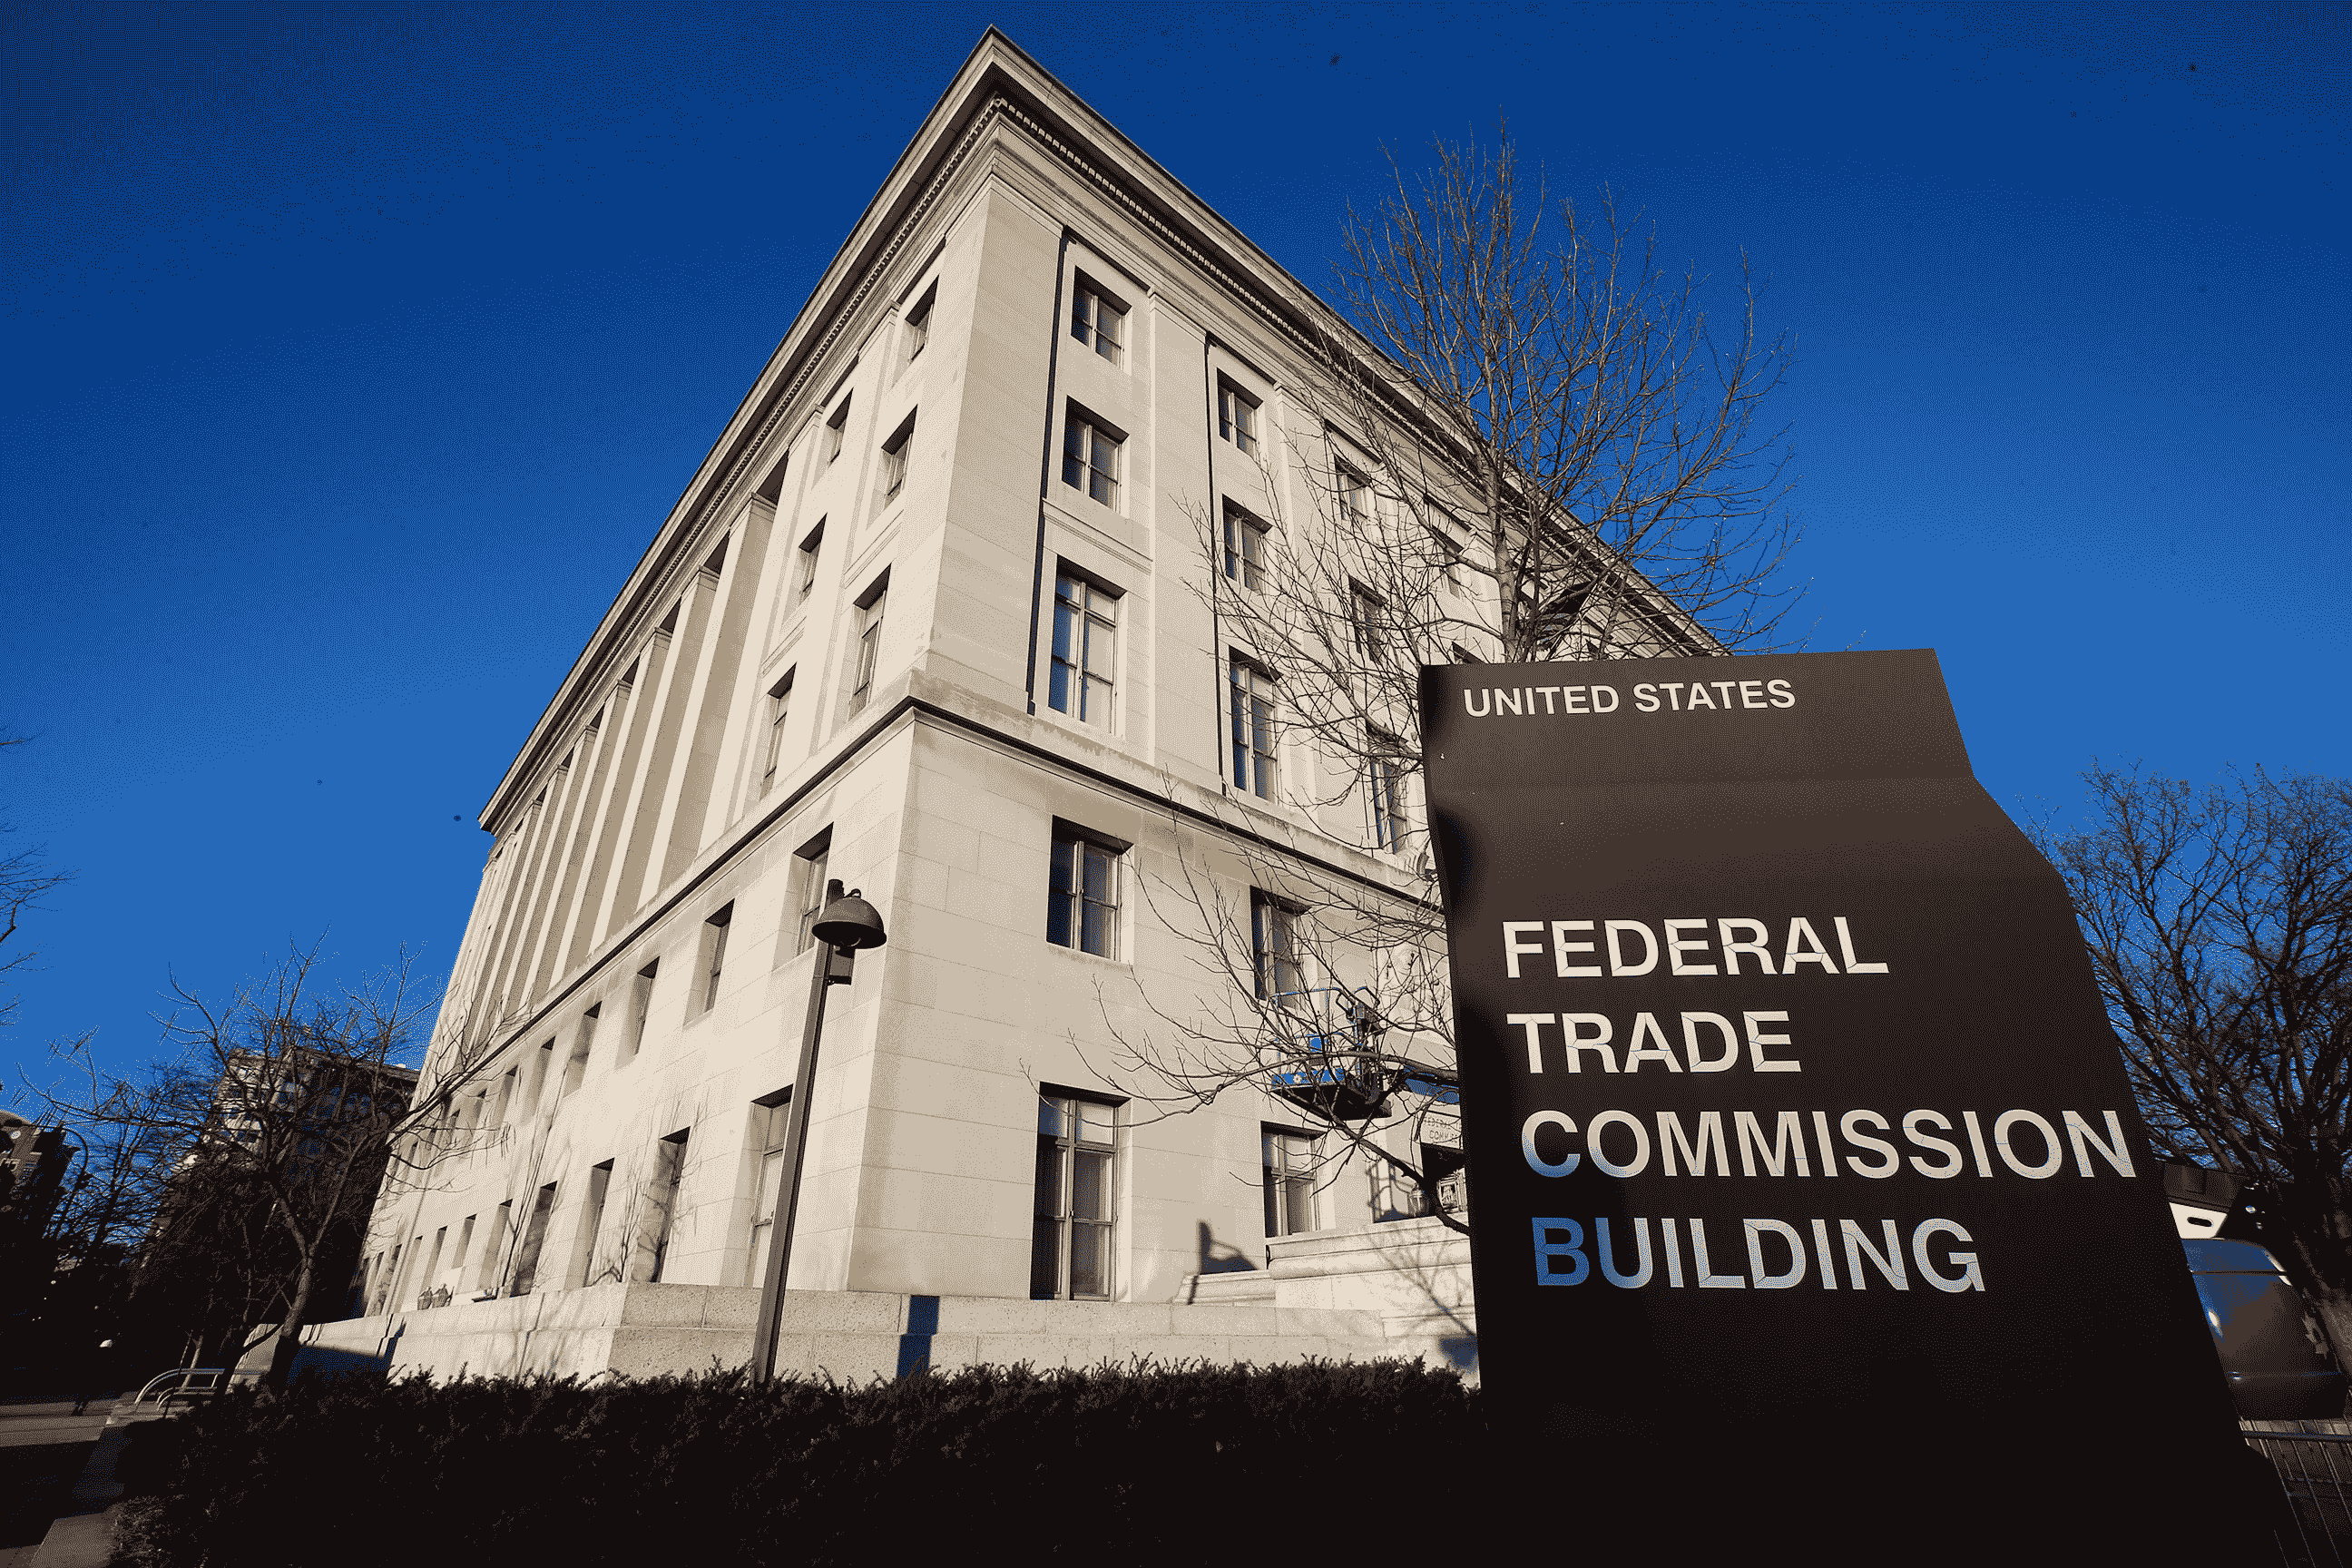 UNITED STATES
FEDERAL
TRADE
COMMISSION
BUILDING